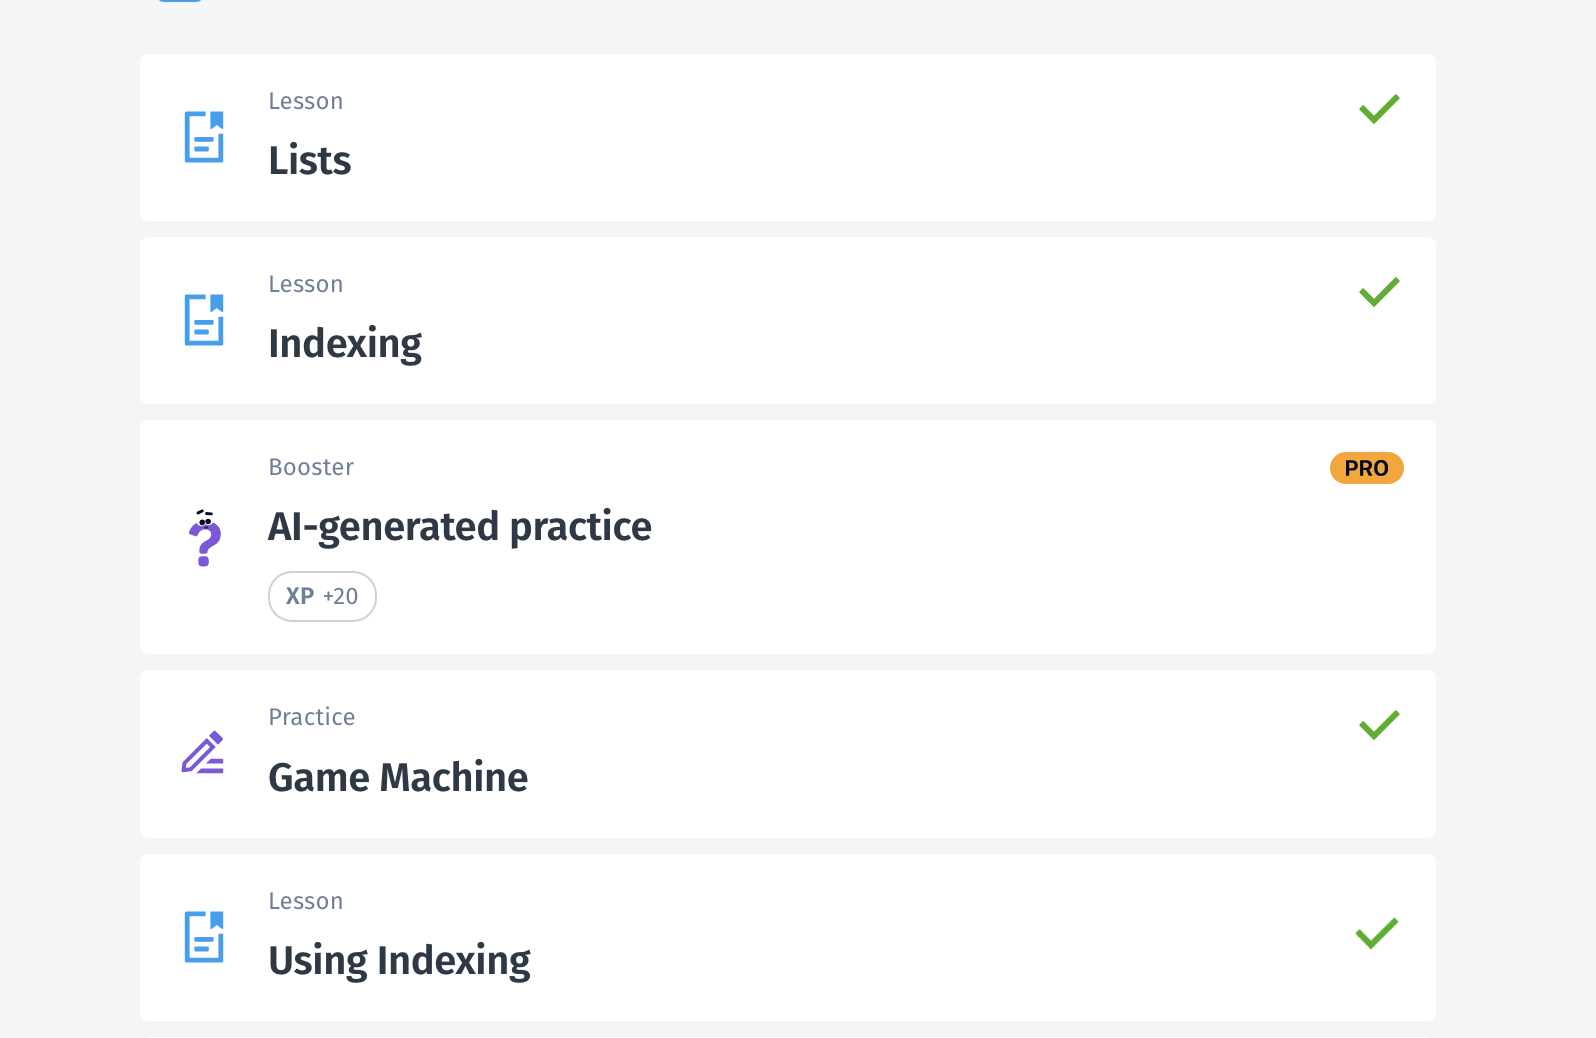 Lesson
Lists
Lesson
Indexing
Booster
PRO
AI-generated practice
XP +20
Practice
Game Machine
Lesson
Using Indexing